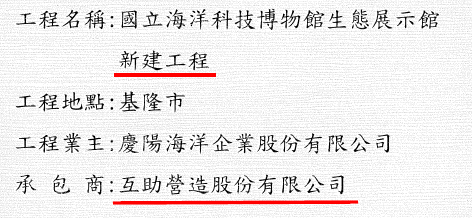 工程名稱:國立海洋科技博物館生態展示館
新建工程
工程地點:基隆市
工程業主:慶陽海洋企業股份有限公司
承 包 商:互助營造股份有限公司